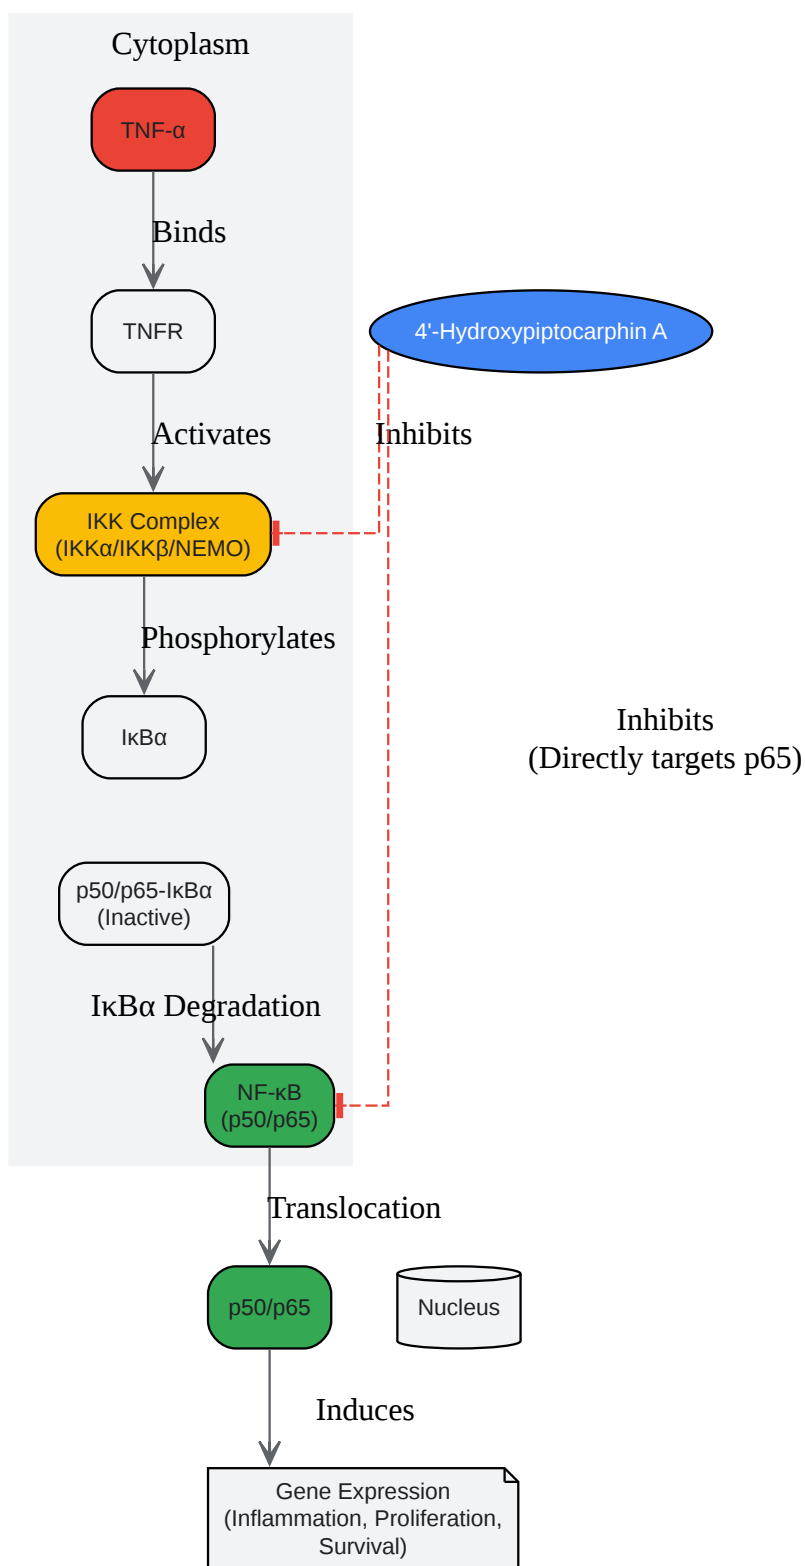 Cytoplasm
TNF-α
Binds
TNFR
4'-Hydroxypiptocarphin A
Activates
Inhibits
IKK Complex
(IKKα/IKKβ/NEMO)
Phosphorylates
IκBα
Inhibits
(Directly targets p65)
p50/p65-IκBα
(Inactive)
IκBα Degradation
NF-κB
(p50/p65)
Translocation
p50/p65
Nucleus
Induces
Gene Expression
(Inflammation, Proliferation,
Survival)